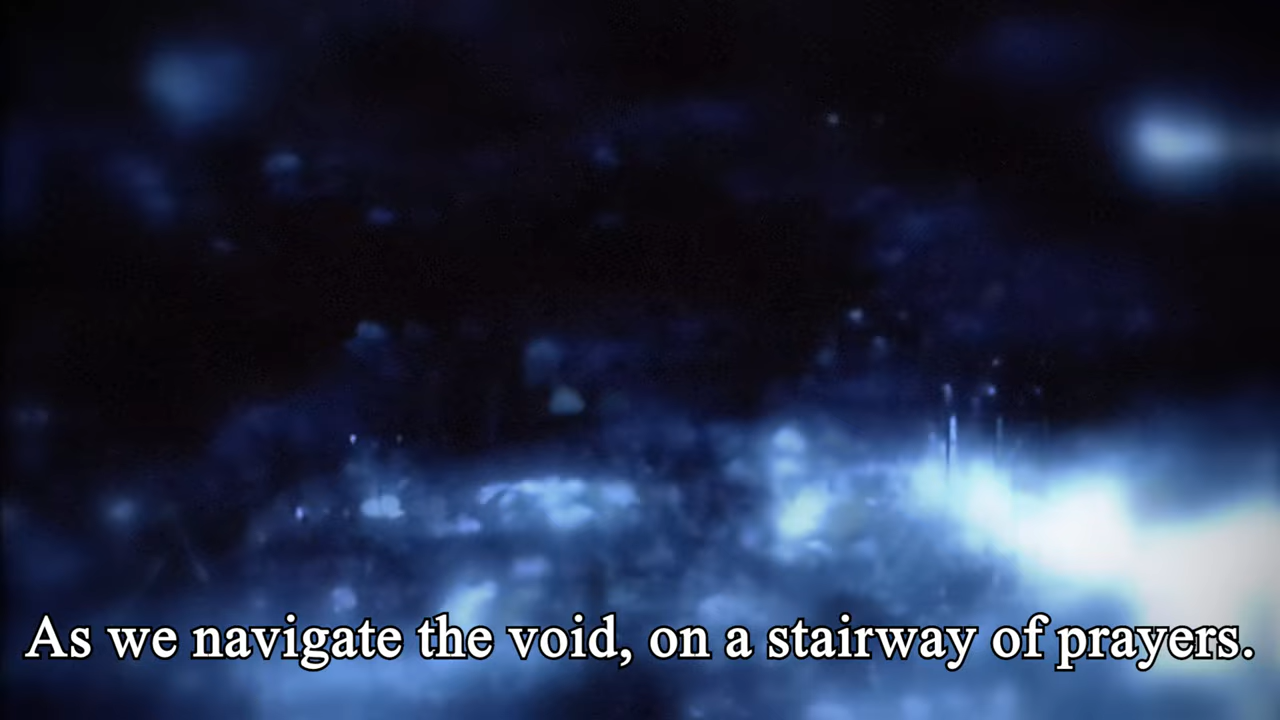 As we navigate the void, on a stairway of prayers.